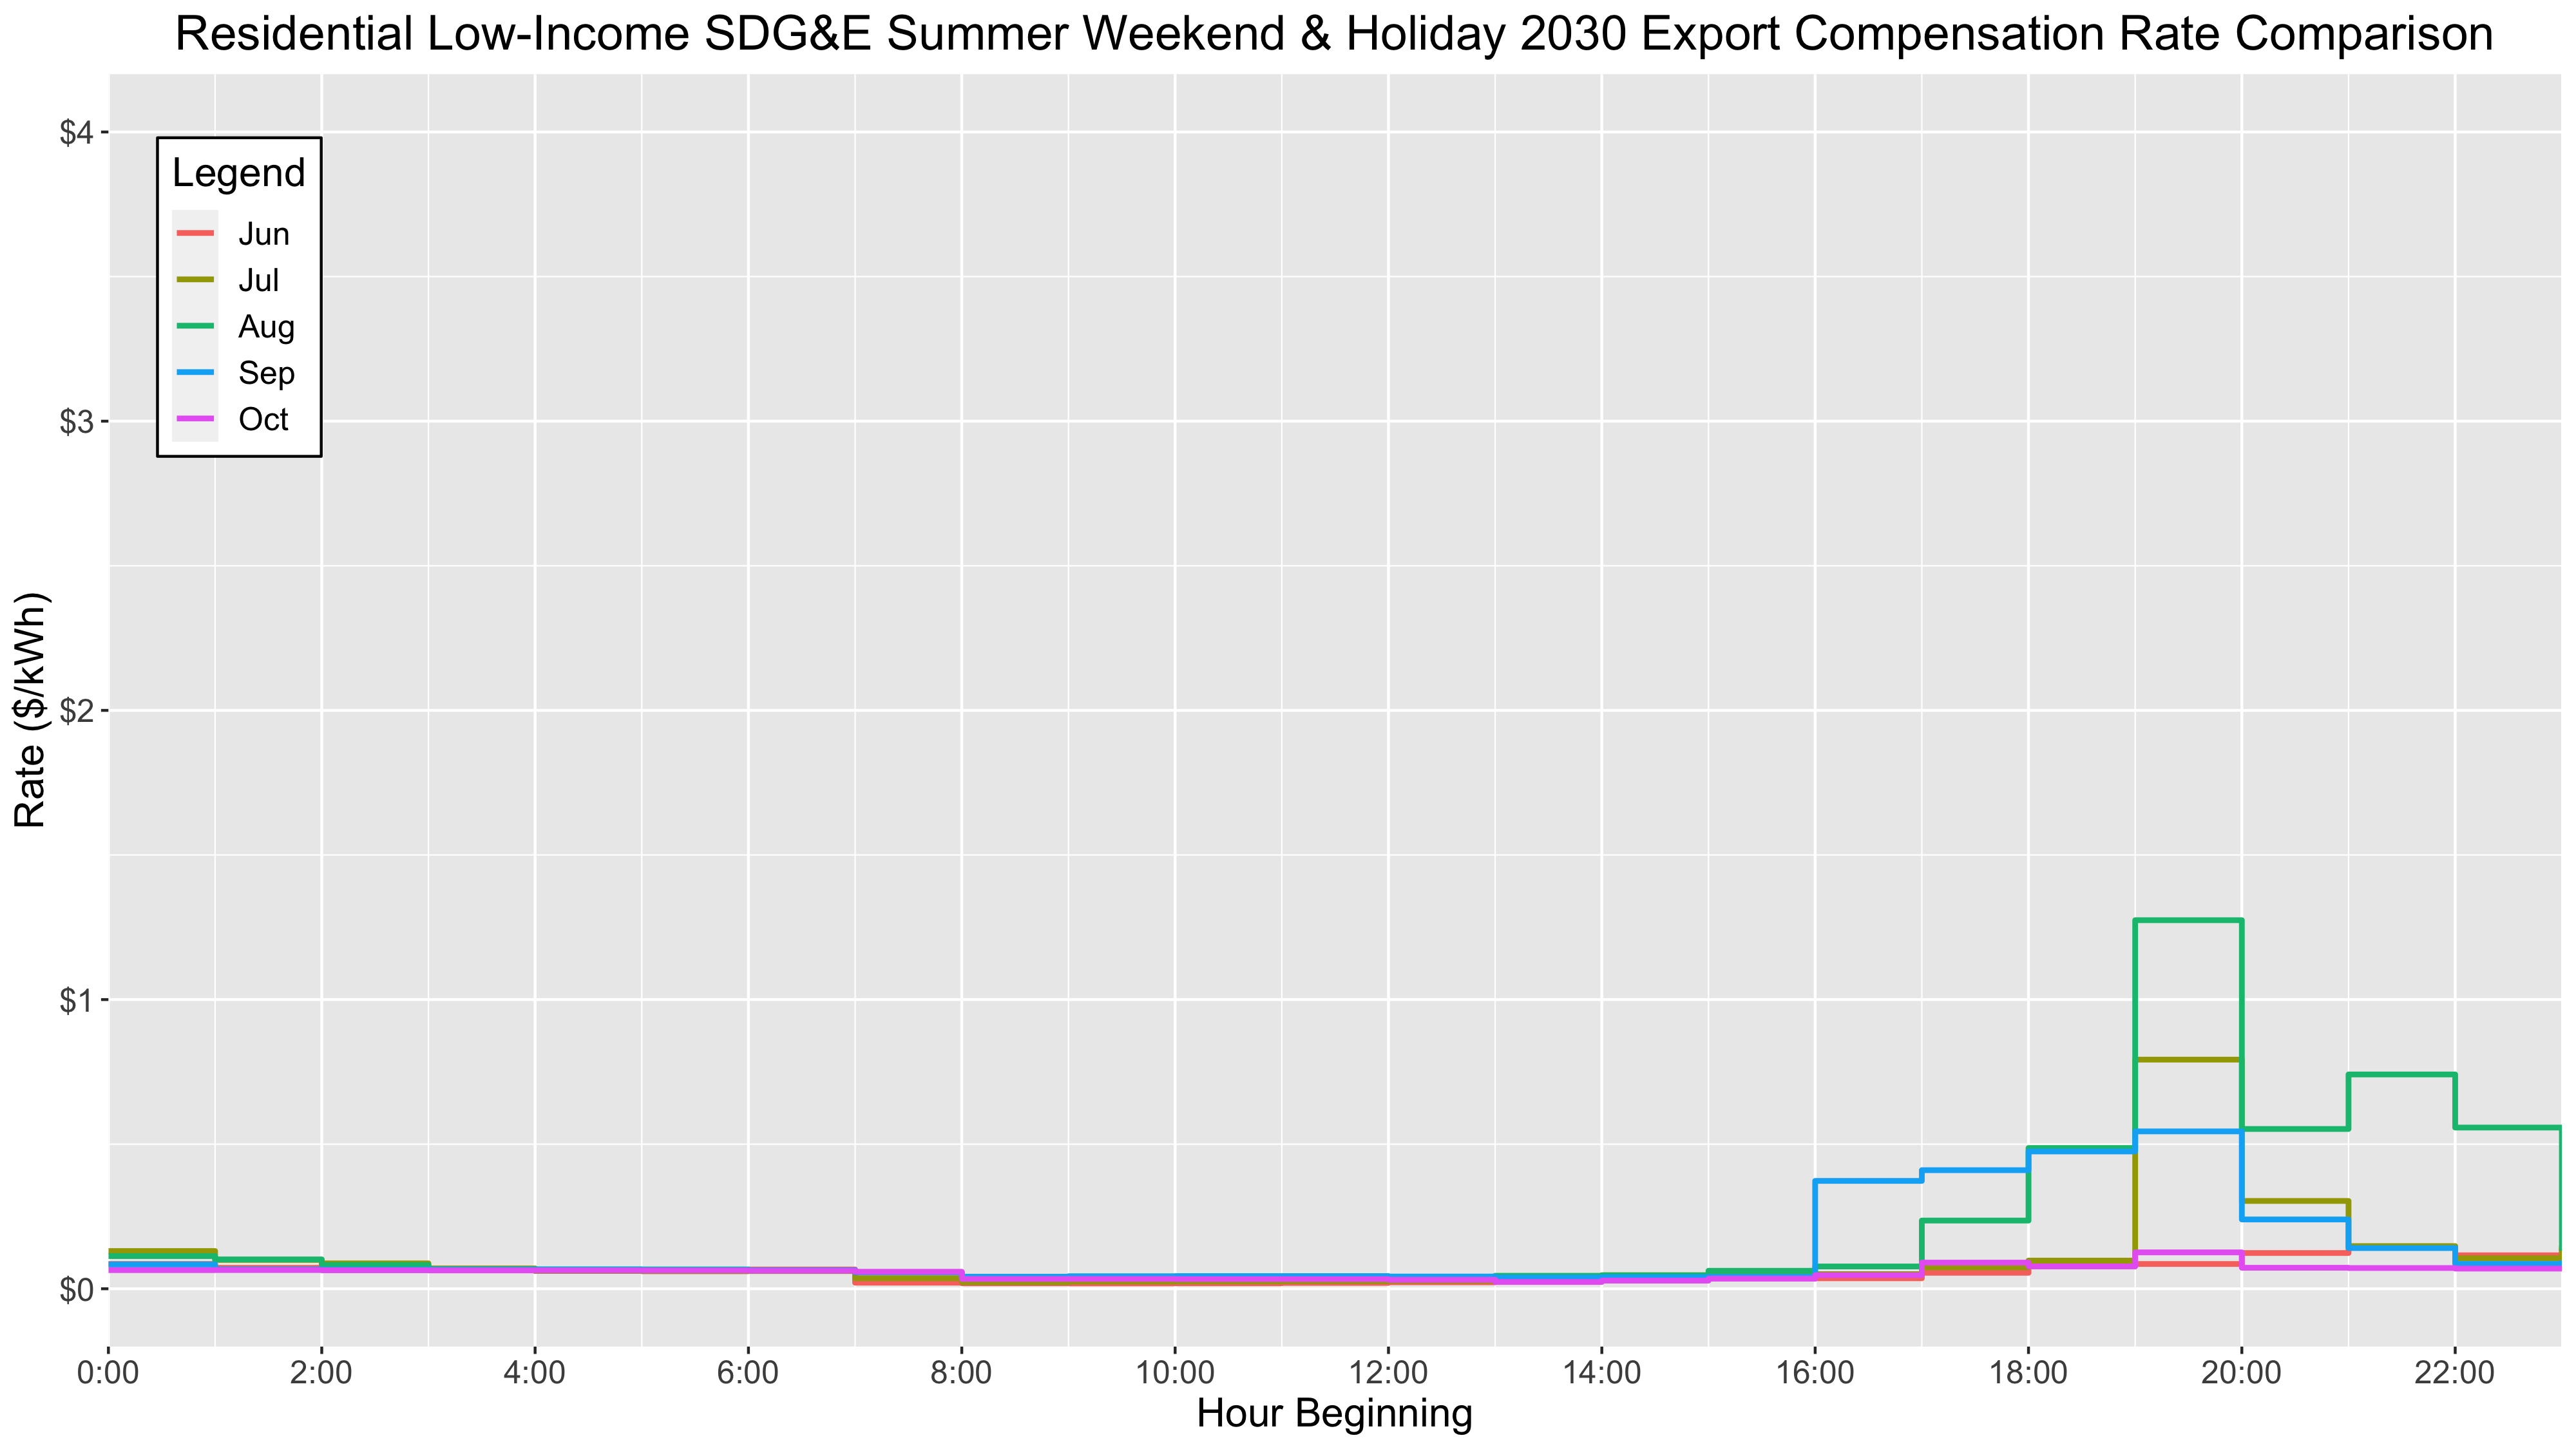 Residential Low-Income SDG&E Summer Weekend & Holiday 2030 Export Compensation Rate Comparison
Rate ($/kWh)
$4
$3
$2
$1
$0
Legend
Jun
Jul
Aug
Sep
Oct
0:00 2:00 4:00 6:00 8:00 10:00 12:00 14:00 16:00 18:00 20:00 22:00
Hour Beginning